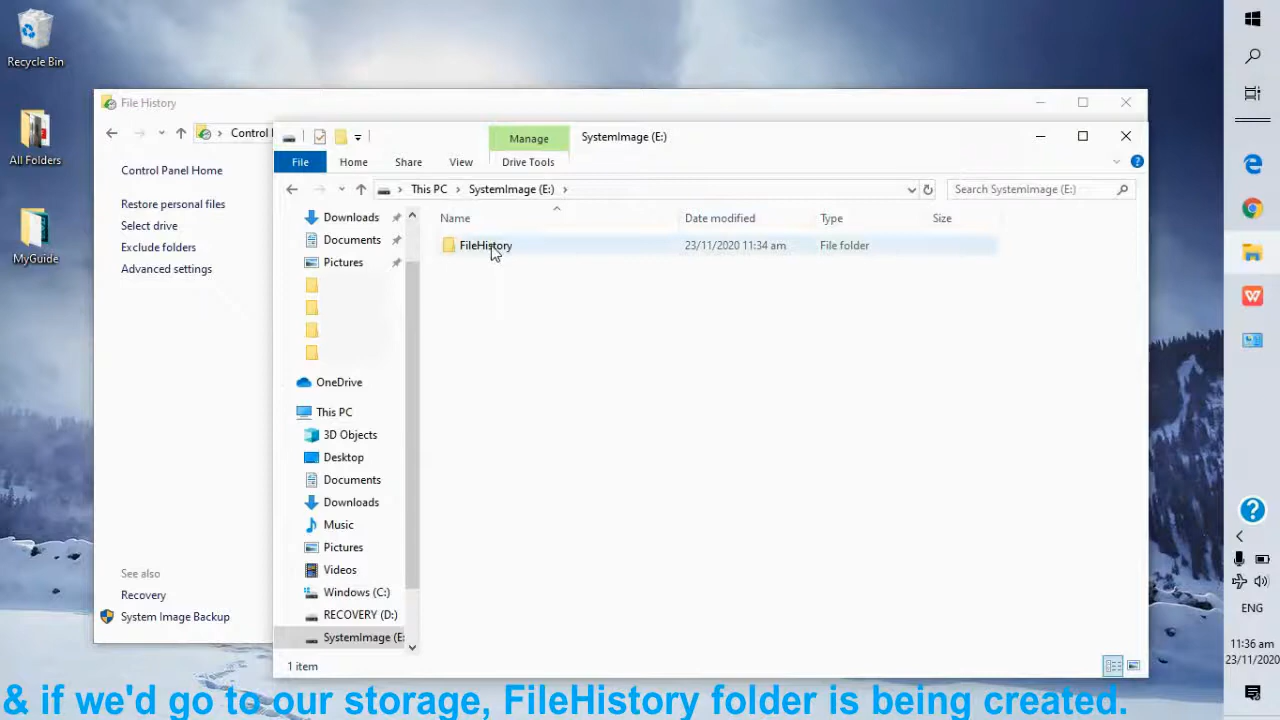 Recycle Bin
All Folders
MyGuide
File History
Control
Control Panel Home
Restore personal files
Select drive
Exclude folders
Advanced settings
See also
Recovery
System Image Backup
Manage
SystemImage (E:)
File
Home
Share
View
Drive Tools
This PC
SystemImage (E:)
Search SystemImage (E:)
Name
Date modified
Type
Size
FileHistory
23/11/2020 11:34 am
File folder
Downloads
Documents
Pictures
OneDrive
This PC
3D Objects
Desktop
Documents
Downloads
Music
Pictures
Videos
Windows (C:)
RECOVERY (D:)
SystemImage (E:
1 item
ENG
11:36 am
23/11/2020
& if we'd go to our storage, FileHistory folder is being created.